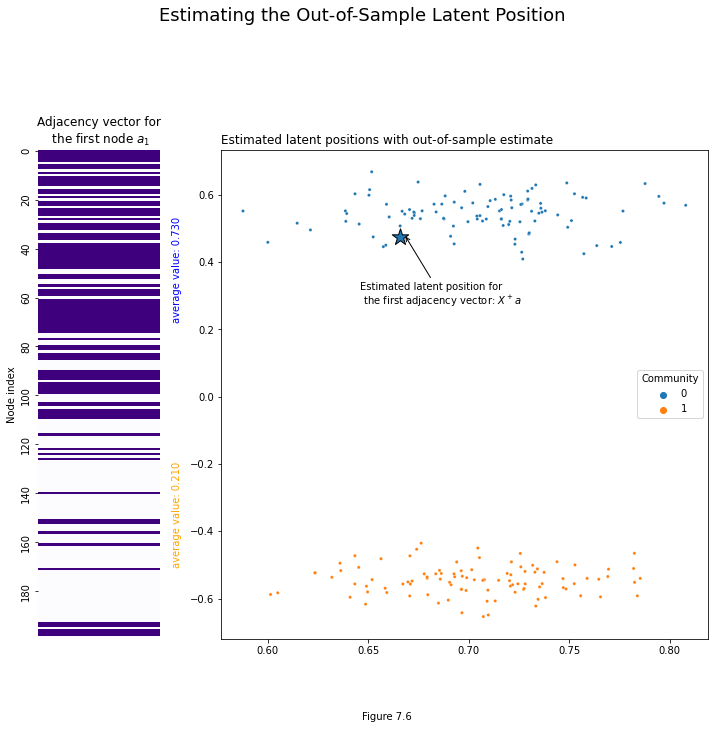 Estimating the Out-of-Sample Latent Position
Adjacency vector for
the first node a₁
Node index
0
20
40
60
80
100
120
140
160
180
average value: 0.730
average value: 0.210
Estimated latent positions with out-of-sample estimate
0.6
0.4
0.2
0.0
−0.2
−0.4
−0.6
0.60
0.65
0.70
0.75
0.80
Estimated latent position for
the first adjacency vector: X⁺a
Community
0
1
Figure 7.6